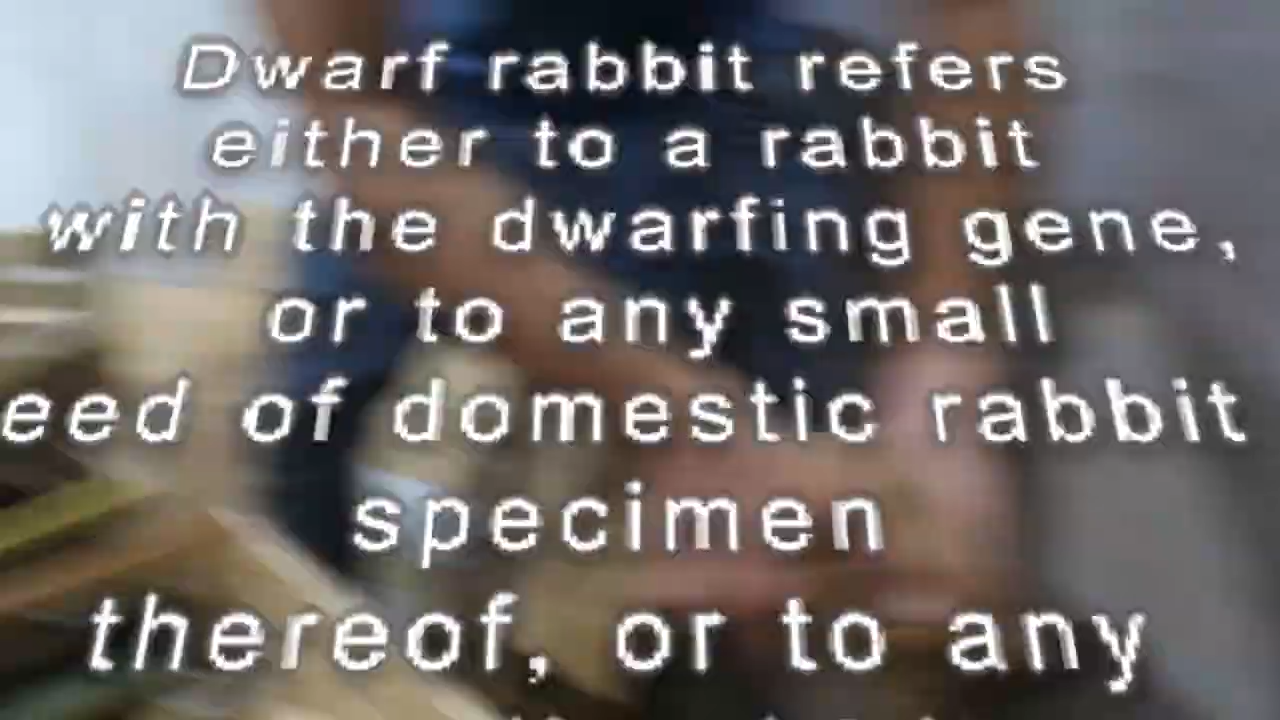 Dwarf rabbit refers
either to a rabbit
with the dwarfing gene,
or to any small
eed of domestic rabbit
specimen
thereof, or to any